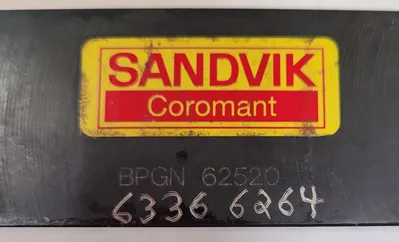 SANDVIK
Coromant
BPGN 62520
6336 6264